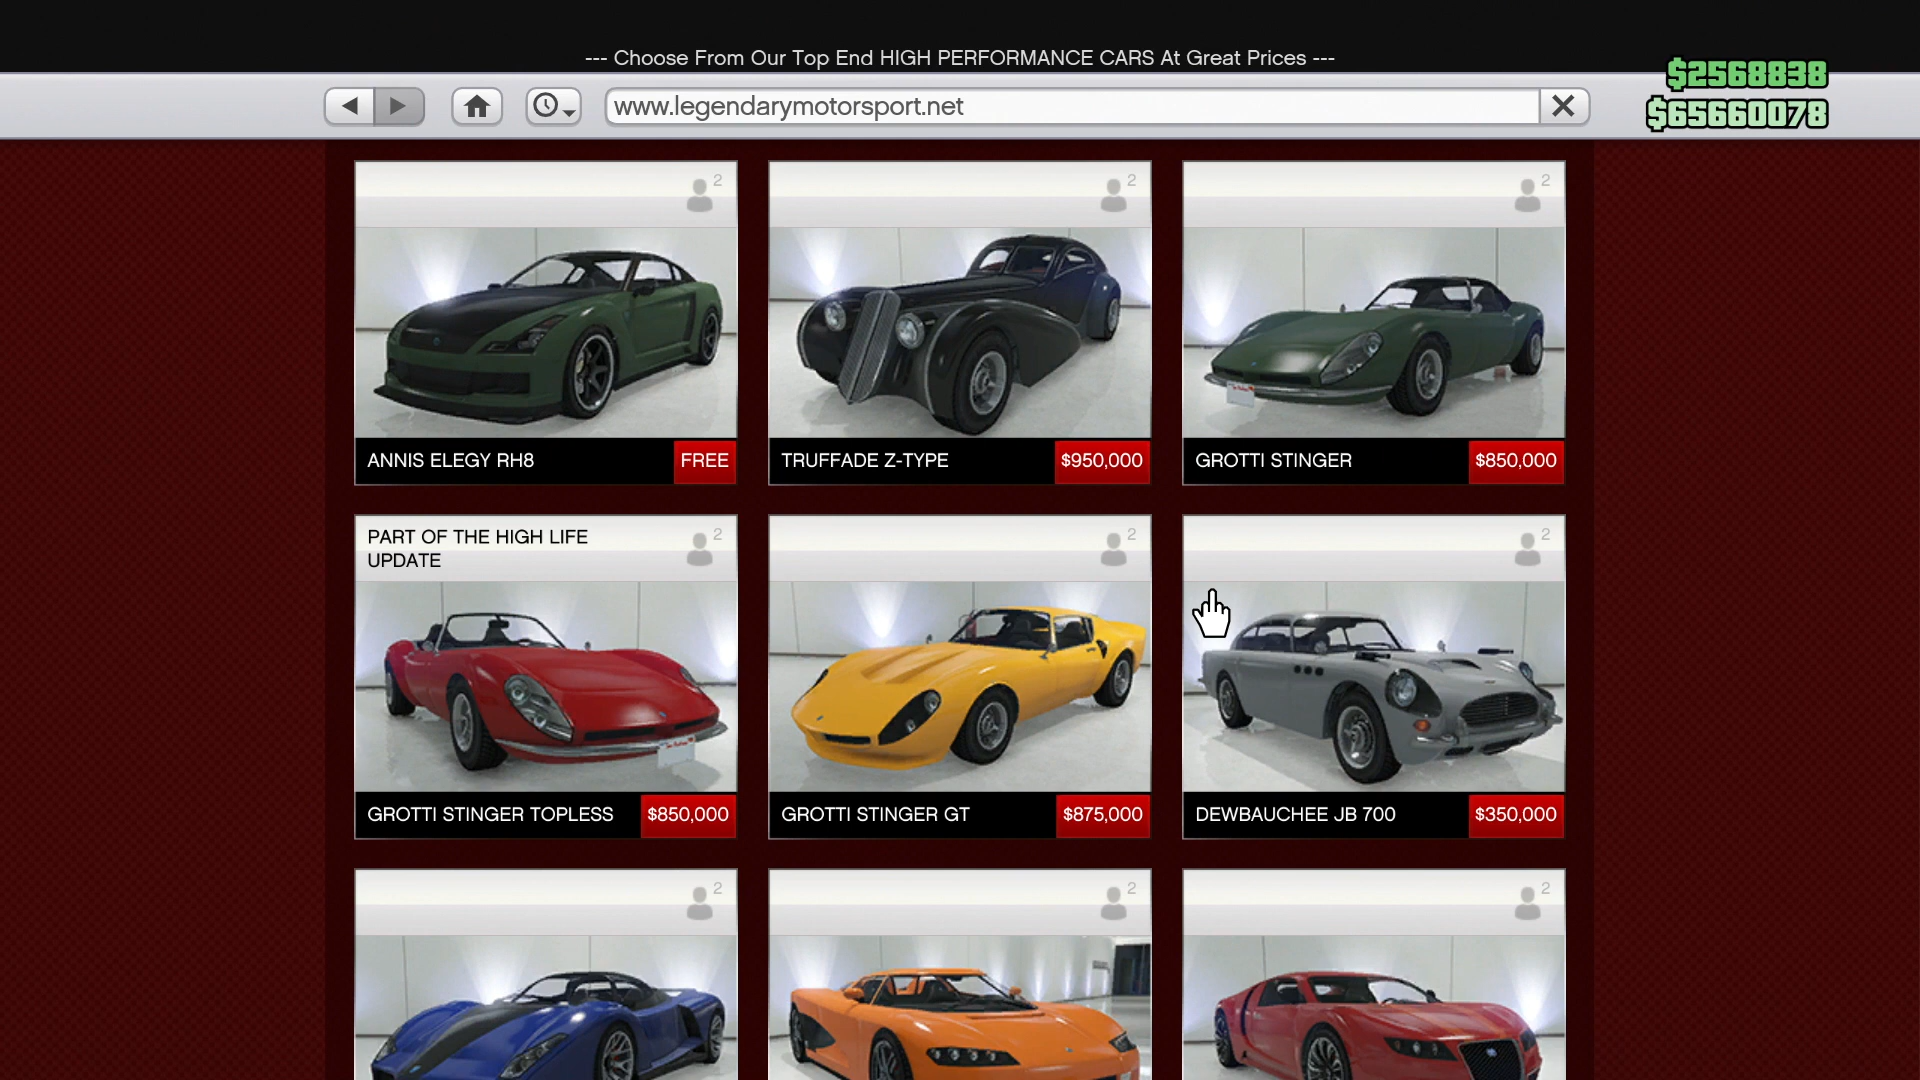 --- Choose From Our Top End HIGH PERFORMANCE CARS At Great Prices ---
$2568838
www.legendarymotorsport.net
$65660078
2
2
2
ANNIS ELEGY RH8
FREE
TRUFFADE Z-TYPE
$950,000
GROTTI STINGER
$850,000
PART OF THE HIGH LIFE
UPDATE
2
2
2
GROTTI STINGER TOPLESS
$850,000
GROTTI STINGER GT
$875,000
DEWBAUCHEE JB 700
$350,000
2
2
2